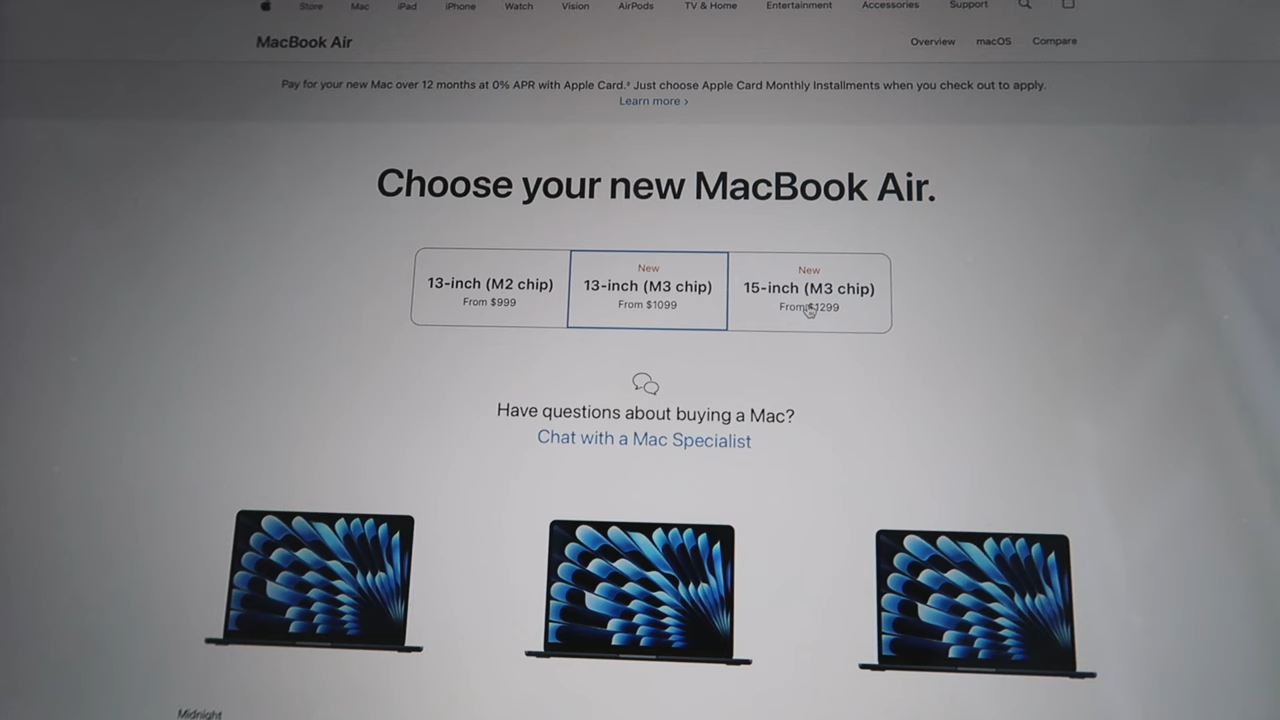 Store Mac iPad iPhone Watch Vision AirPods TV & Home Entertainment Accessories Support
MacBook Air
Overview macOS Compare
Pay for your new Mac over 12 months at 0% APR with Apple Card.◊ Just choose Apple Card Monthly Installments when you check out to apply.
Learn more >
Choose your new MacBook Air.
13-inch (M2 chip)
From $999
New
13-inch (M3 chip)
From $1099
New
15-inch (M3 chip)
From $1299
Have questions about buying a Mac?
Chat with a Mac Specialist
Midnight